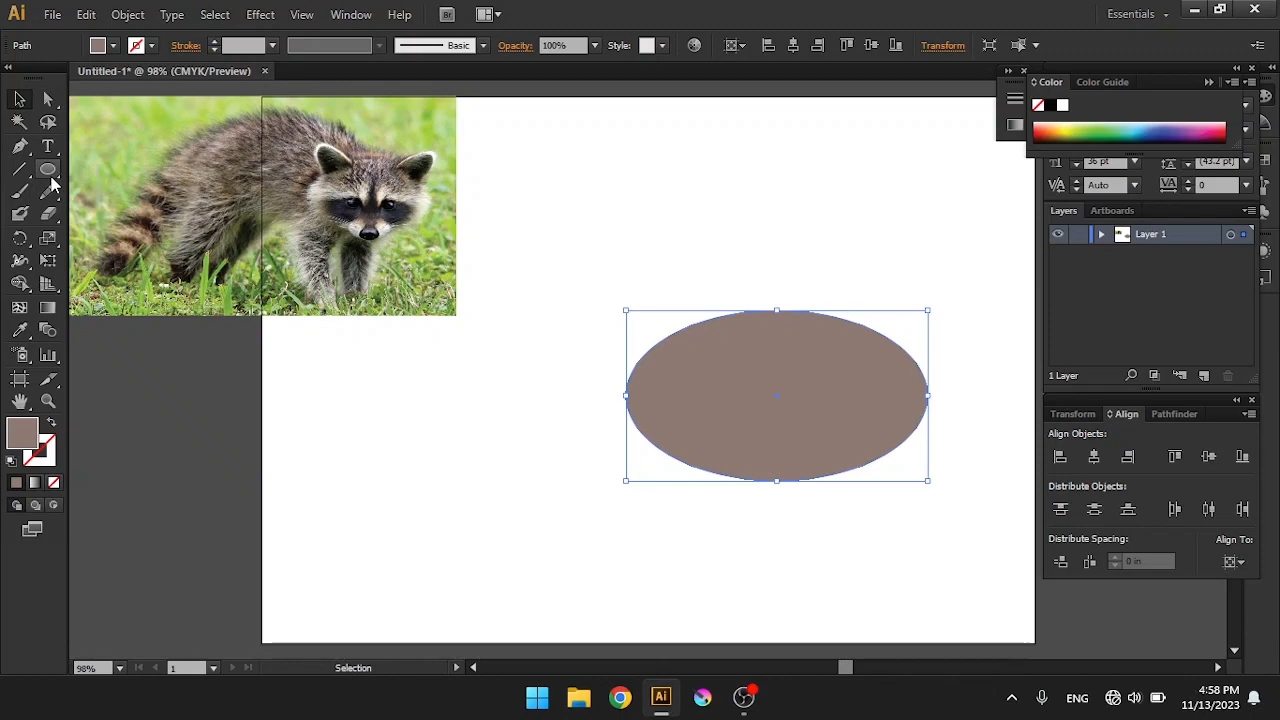 Ai File Edit Object Type Select Effect View Window Help Br Essentials
Path Stroke: Basic Opacity: 100% Style: Transform
Untitled-1* @ 98% (CMYK/Preview)
Color Color Guide
36 pt (43.2 pt)
Auto 0
Layers Artboards
Layer 1
1 Layer
Transform Align Pathfinder
Align Objects:
Distribute Objects:
Distribute Spacing: Align To:
0 in
98% 1 Selection
Ai ENG 4:58 PM
11/13/2023